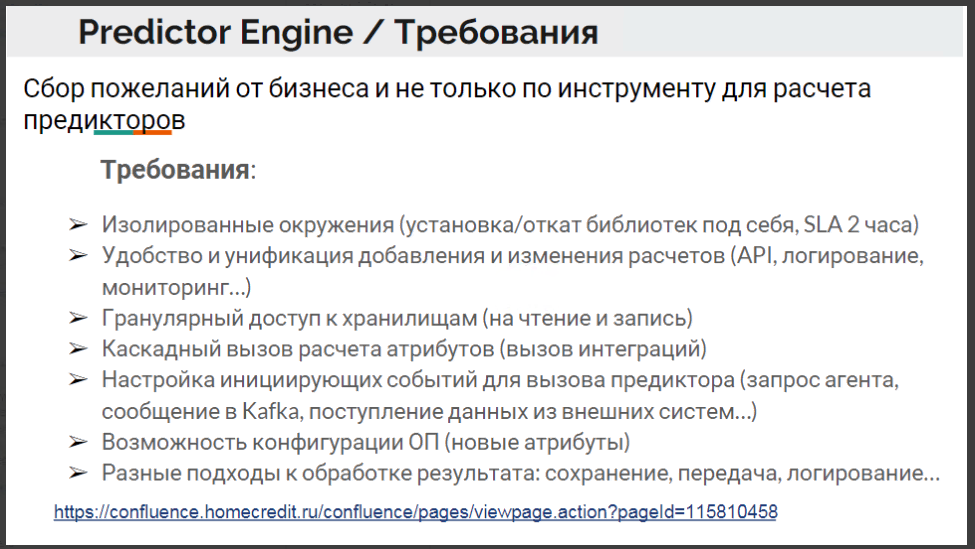 Predictor Engine / Требования
Сбор пожеланий от бизнеса и не только по инструменту для расчета
предикторов
Требования:
➢ Изолированные окружения (установка/откат библиотек под себя, SLA 2 часа)
➢ Удобство и унификация добавления и изменения расчетов (API, логирование,
мониторинг...)
➢ Гранулярный доступ к хранилищам (на чтение и запись)
➢ Каскадный вызов расчета атрибутов (вызов интеграций)
➢ Настройка инициирующих событий для вызова предиктора (запрос агента,
сообщение в Kafka, поступление данных из внешних систем...)
➢ Возможность конфигурации ОП (новые атрибуты)
➢ Разные подходы к обработке результата: сохранение, передача, логирование...
https://confluence.homecredit.ru/confluence/pages/viewpage.action?pageId=115810458